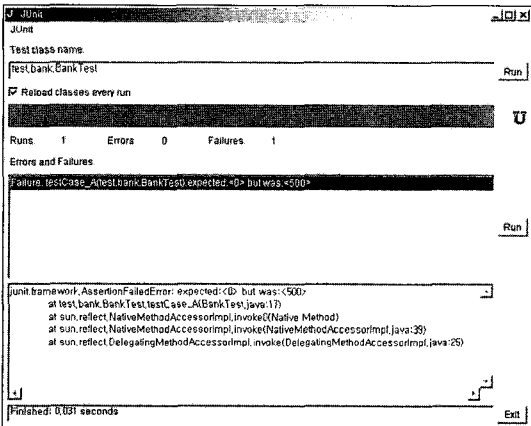 JUnit
JUnit
Test class name:
test.bank.BankTest
Run
Reload classes every run
Runs: 1 Errors: 0 Failures: 1
Errors and Failures:
Failure: testCase_A(test.bank.BankTest):expected:<0> but was:<500>
Run
junit.framework.AssertionFailedError: expected:<0> but was:<500>
at test.bank.BankTest.testCase_A(BankTest.java:17)
at sun.reflect.NativeMethodAccessorImpl.invoke0(Native Method)
at sun.reflect.NativeMethodAccessorImpl.invoke(NativeMethodAccessorImpl.java:39)
at sun.reflect.DelegatingMethodAccessorImpl.invoke(DelegatingMethodAccessorImpl.java:25)
Finished: 0,031 seconds
Exit